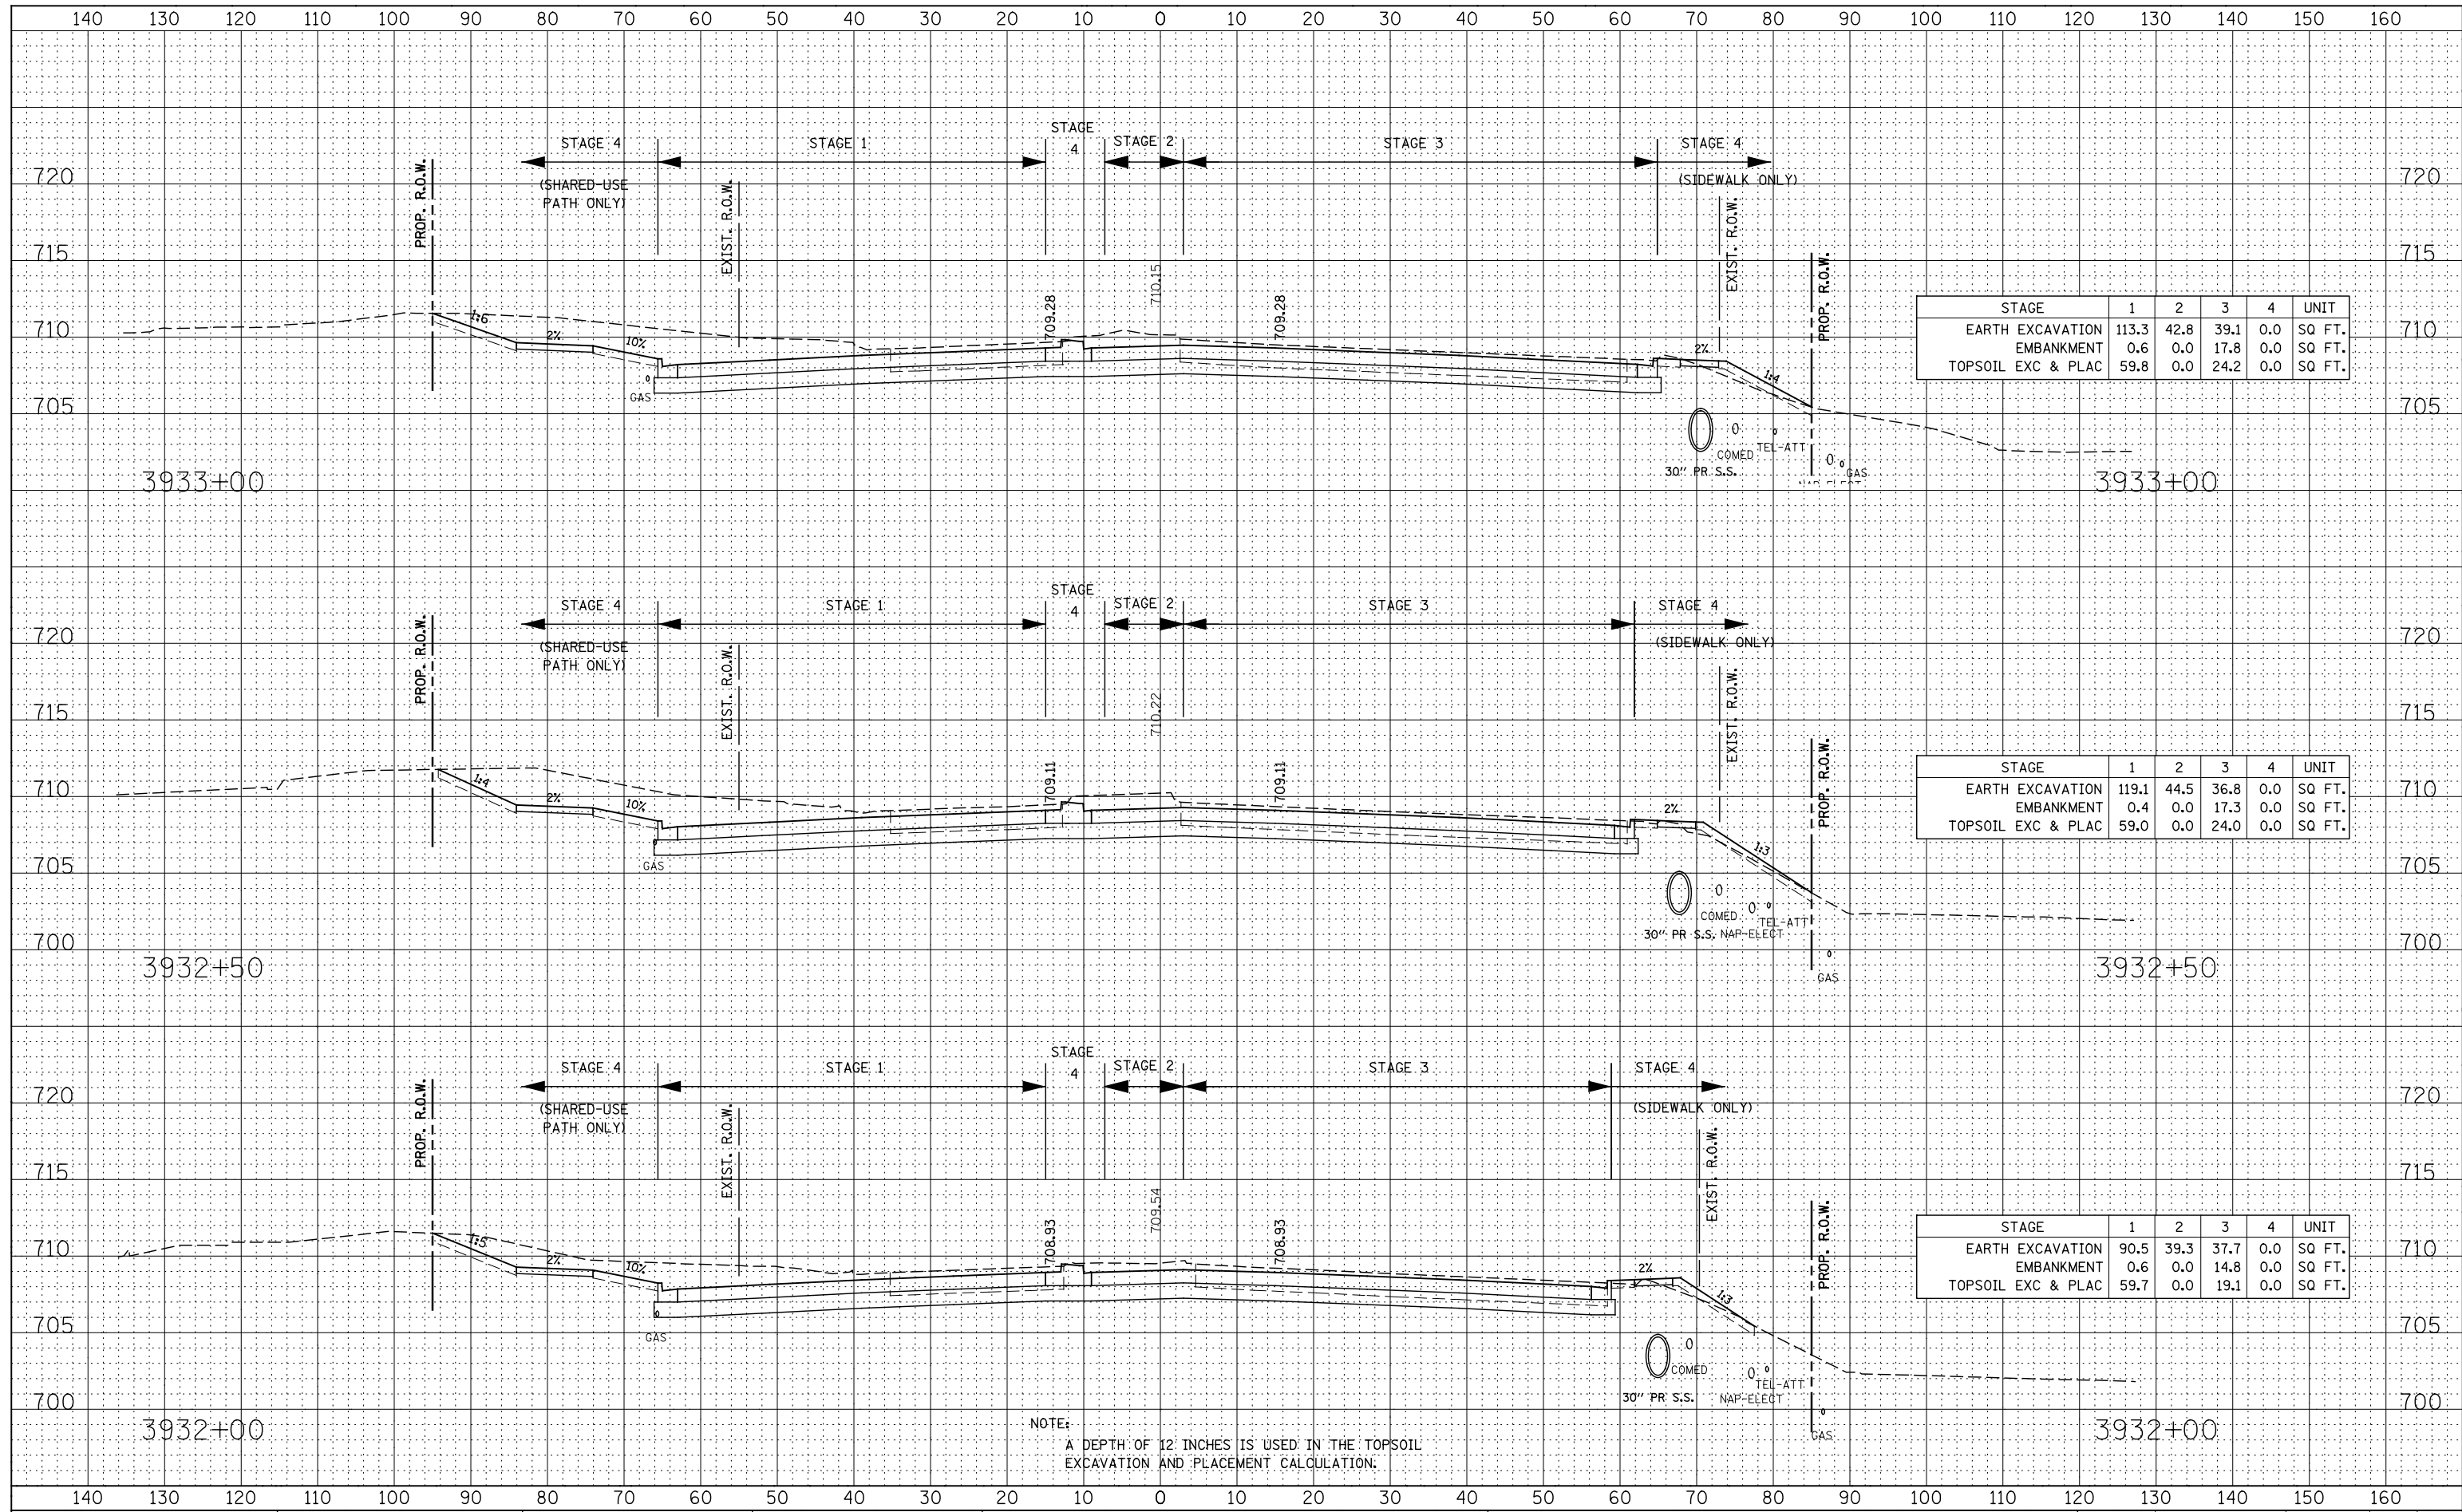 140 130 120 110 100 90 80 70 60 50 40 30 20 10 0 10 20 30 40 50 60 70 80 90 100 110 120 130 140 150 160
STAGE
4
STAGE 4 STAGE 1 STAGE 2 STAGE 3 STAGE 4
(SHARED-USE
PATH ONLY)
(SIDEWALK ONLY)
PROP. R.O.W.
EXIST. R.O.W.
EXIST. R.O.W.
PROP. R.O.W.
720 720
715 715
710 710
705 705
709.28
710.15
709.28
1:6
2%
10%
2%
1:4
GAS
COMED
TEL-ATT
30" PR S.S.
GAS
3933+00 3933+00
STAGE 1 2 3 4 UNIT
EARTH EXCAVATION 113.3 42.8 39.1 0.0 SQ FT.
EMBANKMENT 0.6 0.0 17.8 0.0 SQ FT.
TOPSOIL EXC & PLAC 59.8 0.0 24.2 0.0 SQ FT.
STAGE
4
STAGE 4 STAGE 1 STAGE 2 STAGE 3 STAGE 4
(SHARED-USE
PATH ONLY)
(SIDEWALK ONLY)
PROP. R.O.W.
EXIST. R.O.W.
EXIST. R.O.W.
PROP. R.O.W.
720 720
715 715
710 710
705 705
700 700
709.11
710.22
709.11
1:4
2%
10%
2%
1:3
GAS
COMED
TEL-ATT
30" PR S.S. NAP-ELECT
GAS
3932+50 3932+50
STAGE 1 2 3 4 UNIT
EARTH EXCAVATION 119.1 44.5 36.8 0.0 SQ FT.
EMBANKMENT 0.4 0.0 17.3 0.0 SQ FT.
TOPSOIL EXC & PLAC 59.0 0.0 24.0 0.0 SQ FT.
STAGE
4
STAGE 4 STAGE 1 STAGE 2 STAGE 3 STAGE 4
(SHARED-USE
PATH ONLY)
(SIDEWALK ONLY)
PROP. R.O.W.
EXIST. R.O.W.
EXIST. R.O.W.
PROP. R.O.W.
720 720
715 715
710 710
705 705
700 700
708.93
709.54
708.93
1:5
2%
10%
2%
1:3
GAS
COMED
TEL-ATT
30" PR S.S. NAP-ELECT
GAS
3932+00 3932+00
STAGE 1 2 3 4 UNIT
EARTH EXCAVATION 90.5 39.3 37.7 0.0 SQ FT.
EMBANKMENT 0.6 0.0 14.8 0.0 SQ FT.
TOPSOIL EXC & PLAC 59.7 0.0 19.1 0.0 SQ FT.
NOTE:
A DEPTH OF 12 INCHES IS USED IN THE TOPSOIL
EXCAVATION AND PLACEMENT CALCULATION.
140 130 120 110 100 90 80 70 60 50 40 30 20 10 0 10 20 30 40 50 60 70 80 90 100 110 120 130 140 150 160